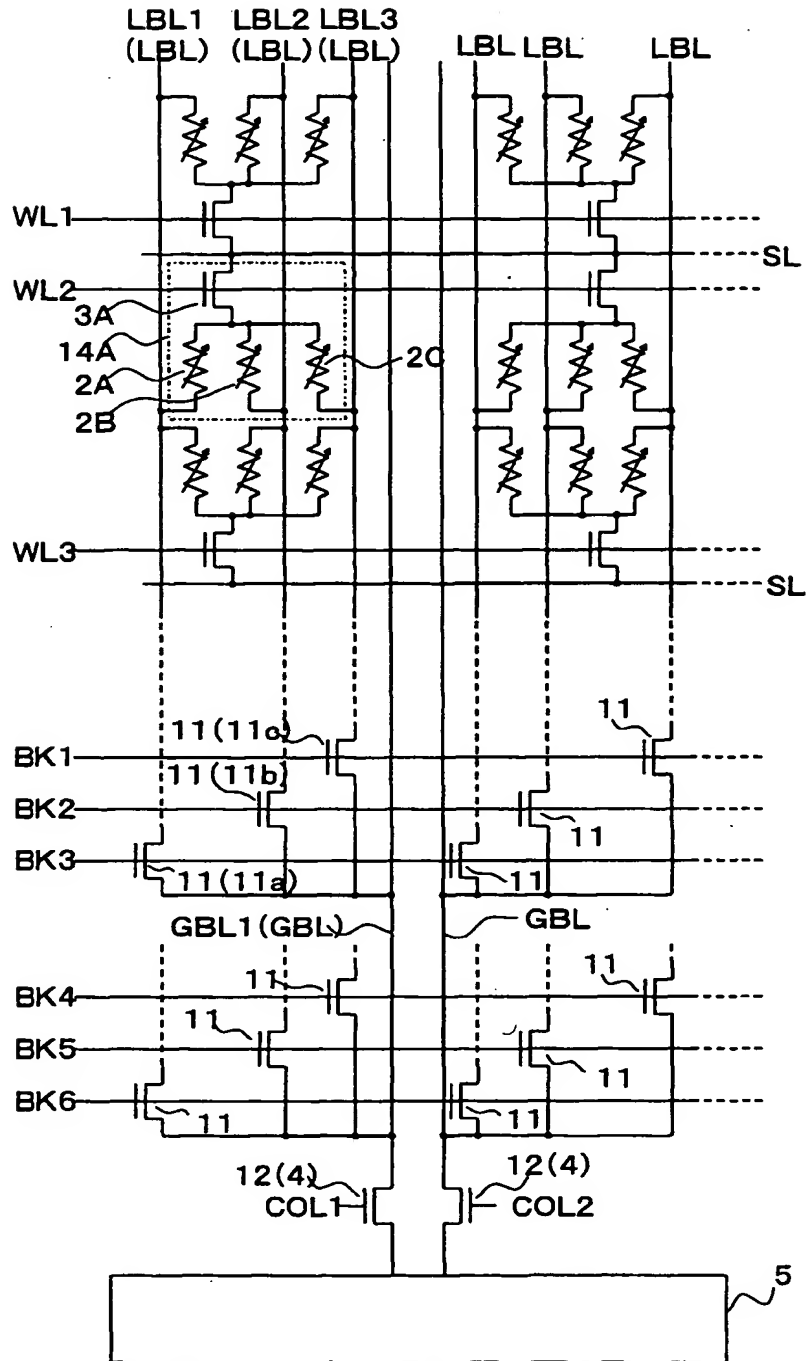 LBL1 LBL2 LBL3
(LBL) (LBL) (LBL) LBL LBL LBL
WL1
SL
WL2
3A
14A
2A
2C
2B
WL3
SL
11(11c) 11
BK1
11(11b)
BK2
11
BK3
11(11a) 11
GBL1(GBL) GBL
11 11
BK4
11
BK5
11
BK6
11 11
12(4) 12(4)
COL1 COL2
5